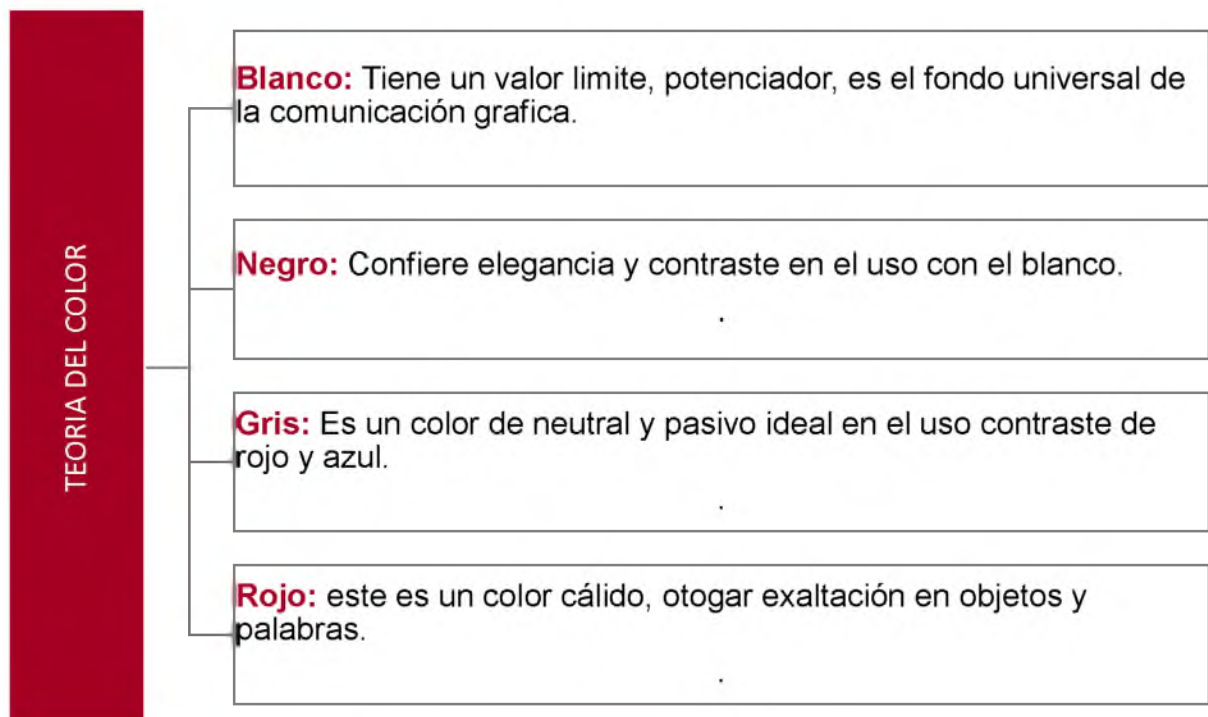 TEORIA DEL COLOR
Blanco: Tiene un valor limite, potenciador, es el fondo universal de
la comunicación grafica.
Negro: Confiere elegancia y contraste en el uso con el blanco.
.
Gris: Es un color de neutral y pasivo ideal en el uso contraste de
rojo y azul.
.
Rojo: este es un color cálido, otogar exaltación en objetos y
palabras.
.